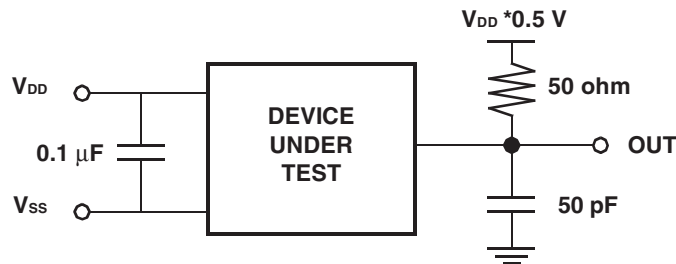 VDD *0.5 V
50 ohm
VDD
DEVICE
UNDER
TEST
0.1 μF
OUT
VSS
50 pF